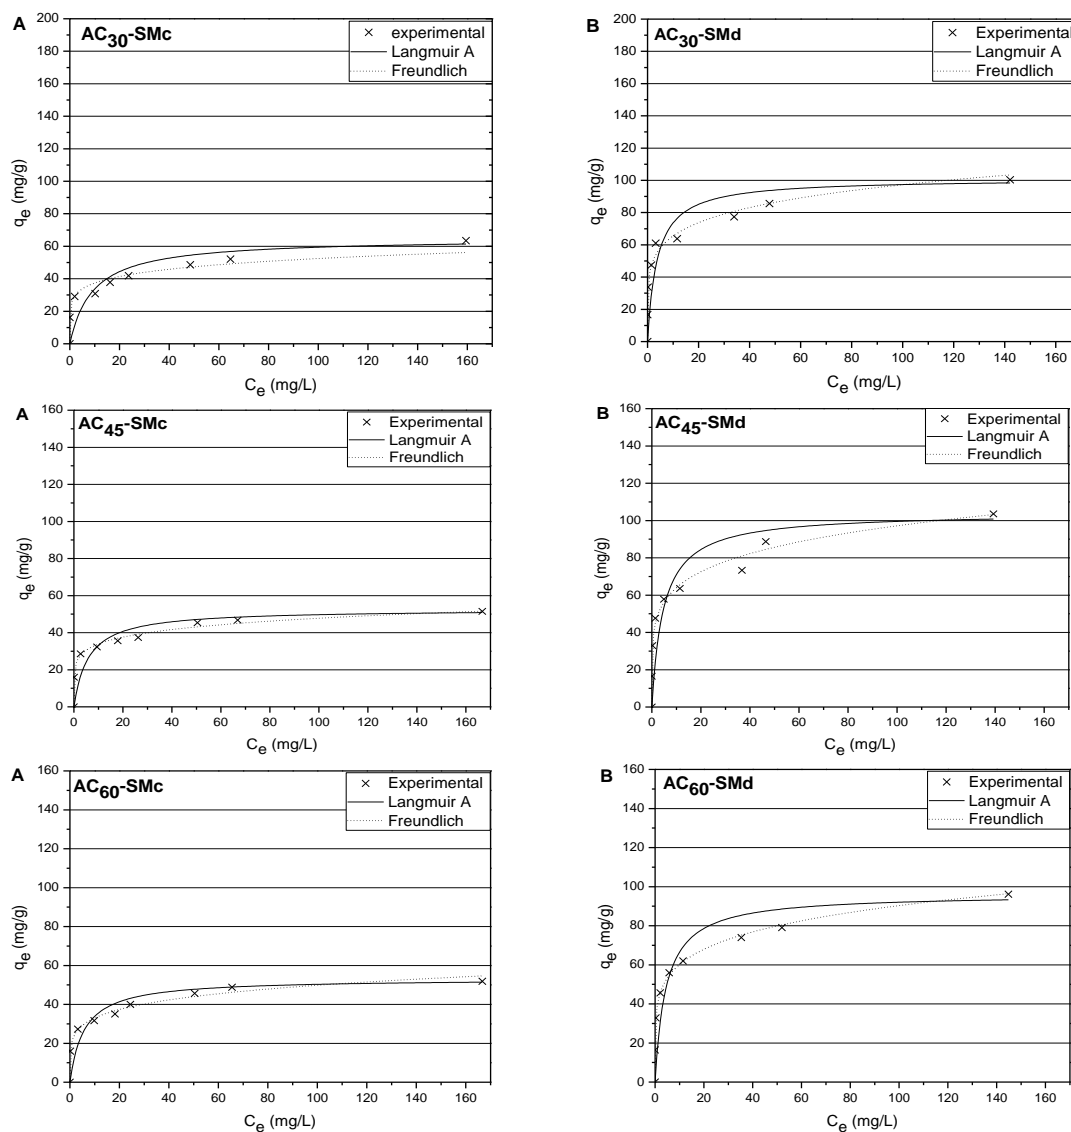 A
AC30-SMc
experimental
Langmuir A
Freundlich
200
180
160
140
120
100
80
60
40
20
0
qe (mg/g)
0 20 40 60 80 100 120 140 160
Ce (mg/L)
B
AC30-SMd
Experimental
Langmuir A
Freundlich
200
180
160
140
120
100
80
60
40
20
0
qe (mg/g)
0 20 40 60 80 100 120 140 160
Ce (mg/L)
A
AC45-SMc
Experimental
Langmuir A
Freundlich
160
140
120
100
80
60
40
20
0
qe (mg/g)
0 20 40 60 80 100 120 140 160
Ce (mg/L)
B
AC45-SMd
Experimental
Langmuir A
Freundlich
160
140
120
100
80
60
40
20
0
qe (mg/g)
0 20 40 60 80 100 120 140 160
Ce (mg/L)
A
AC60-SMc
Experimental
Langmuir A
Freundlich
160
140
120
100
80
60
40
20
0
qe (mg/g)
0 20 40 60 80 100 120 140 160
Ce (mg/L)
B
AC60-SMd
Experimental
Langmuir A
Freundlich
160
140
120
100
80
60
40
20
0
qe (mg/g)
0 20 40 60 80 100 120 140 160
Ce (mg/L)